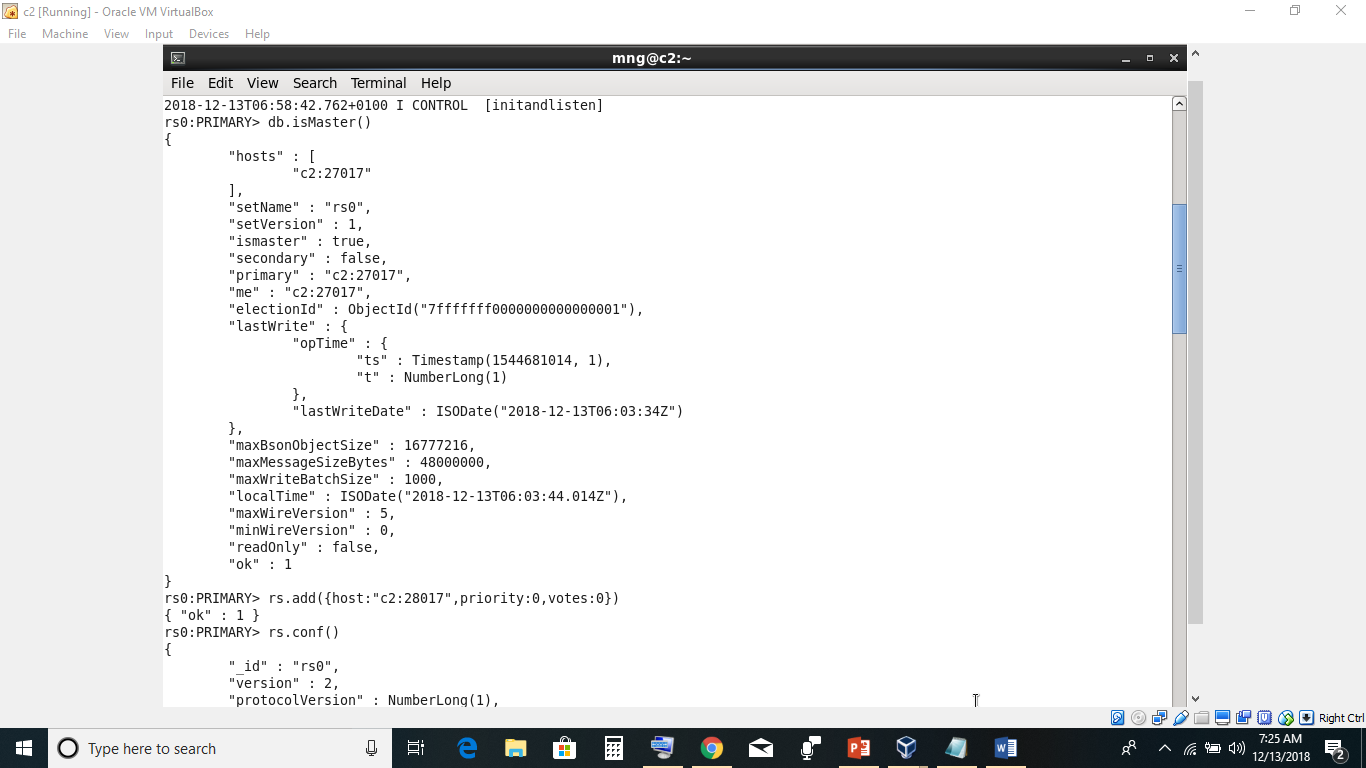 c2 [Running] - Oracle VM VirtualBox
File Machine View Input Devices Help
mng@c2:~
File Edit View Search Terminal Help
2018-12-13T06:58:42.762+0100 I CONTROL  [initandlisten]
rs0:PRIMARY> db.isMaster()
{
        "hosts" : [
                "c2:27017"
        ],
        "setName" : "rs0",
        "setVersion" : 1,
        "ismaster" : true,
        "secondary" : false,
        "primary" : "c2:27017",
        "me" : "c2:27017",
        "electionId" : ObjectId("7fffffff0000000000000001"),
        "lastWrite" : {
                "opTime" : {
                        "ts" : Timestamp(1544681014, 1),
                        "t" : NumberLong(1)
                },
                "lastWriteDate" : ISODate("2018-12-13T06:03:34Z")
        },
        "maxBsonObjectSize" : 16777216,
        "maxMessageSizeBytes" : 48000000,
        "maxWriteBatchSize" : 1000,
        "localTime" : ISODate("2018-12-13T06:03:44.014Z"),
        "maxWireVersion" : 5,
        "minWireVersion" : 0,
        "readOnly" : false,
        "ok" : 1
}
rs0:PRIMARY> rs.add({host:"c2:28017",priority:0,votes:0})
{ "ok" : 1 }
rs0:PRIMARY> rs.conf()
{
        "_id" : "rs0",
        "version" : 2,
        "protocolVersion" : NumberLong(1),
Right Ctrl
Type here to search
7:25 AM
12/13/2018
2